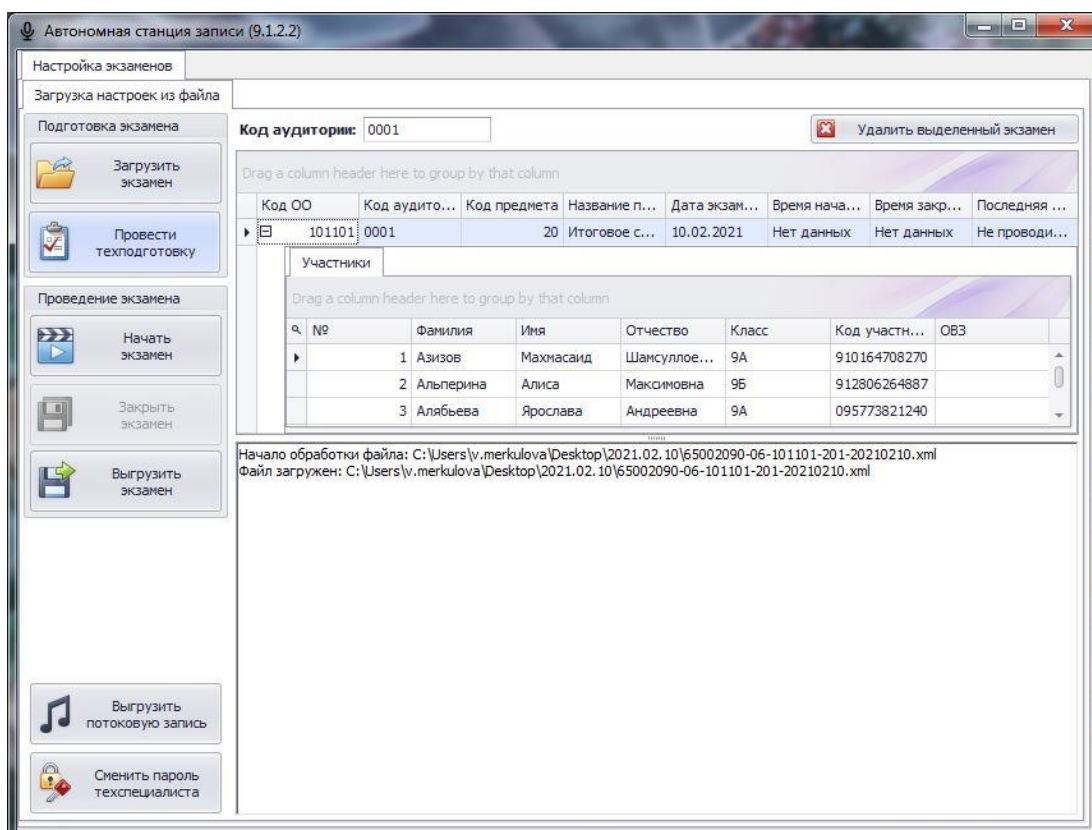 Автономная станция записи (9.1.2.2)
Настройка экзаменов
Загрузка настроек из файла
Подготовка экзамена
Загрузить
экзамен
Провести
техподготовку
Проведение экзамена
Начать
экзамен
Закрыть
экзамен
Выгрузить
экзамен
Выгрузить
потоковую запись
Сменить пароль
техспециалиста
Код аудитории: 0001
Удалить выделенный экзамен
Drag a column header here to group by that column
Код ОО Код аудито... Код предмета Название п... Дата экзам... Время нача... Время закр... Последняя ...
101101 0001 20 Итоговое с... 10.02.2021 Нет данных Нет данных Не проводи...
Участники
Drag a column header here to group by that column
№ Фамилия Имя Отчество Класс Код участн... ОВЗ
1 Азизов Махмасаид Шамсуллое... 9А 910164708270
2 Альперина Алиса Максимовна 9Б 912806264887
3 Алябьева Ярослава Андреевна 9А 095773821240
Начало обработки файла: C:\Users\v.merkulova\Desktop\2021.02.10\65002090-06-101101-201-20210210.xml
Файл загружен: C:\Users\v.merkulova\Desktop\2021.02.10\65002090-06-101101-201-20210210.xml